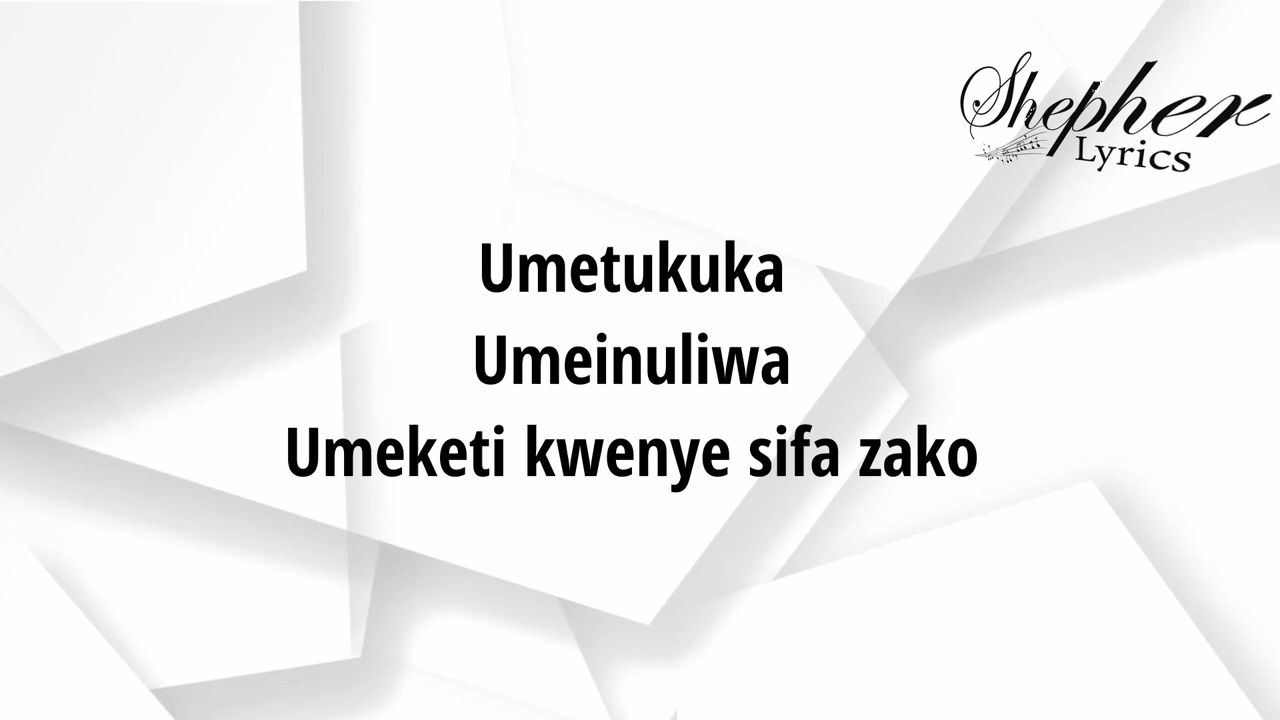 Shepher
Lyrics
Umetukuka
Umeinuliwa
Umeketi kwenye sifa zako